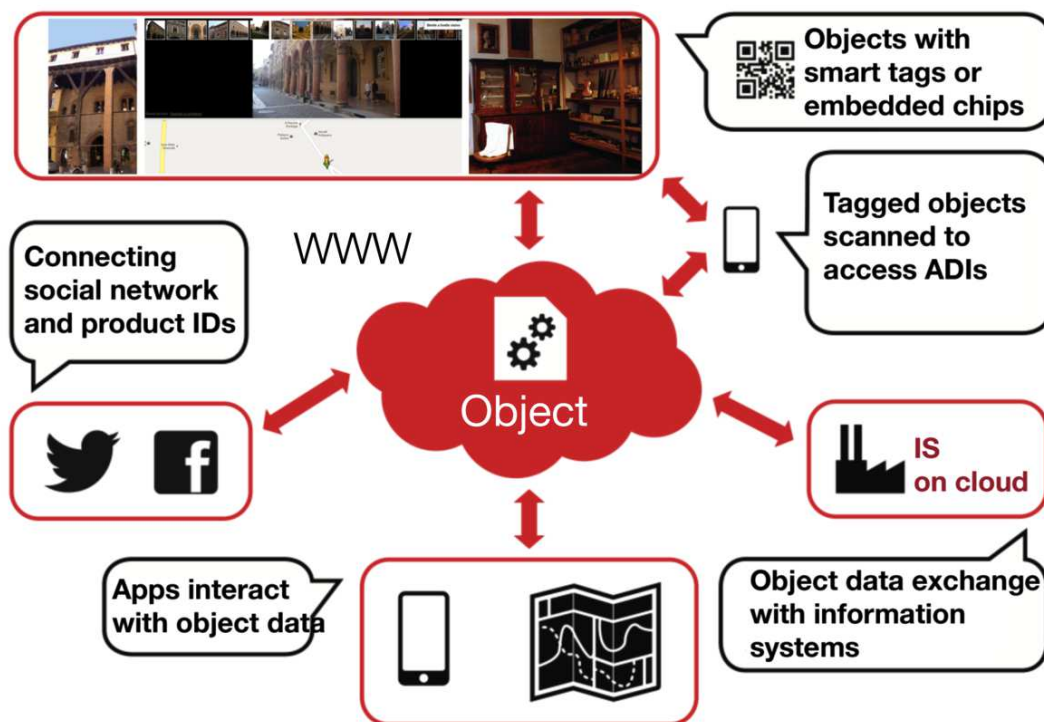 Objects with
smart tags or
embedded chips
Tagged objects
scanned to
access ADIs
WWW
Connecting
social network
and product IDs
Object
IS
on cloud
Apps interact
with object data
Object data exchange
with information
systems